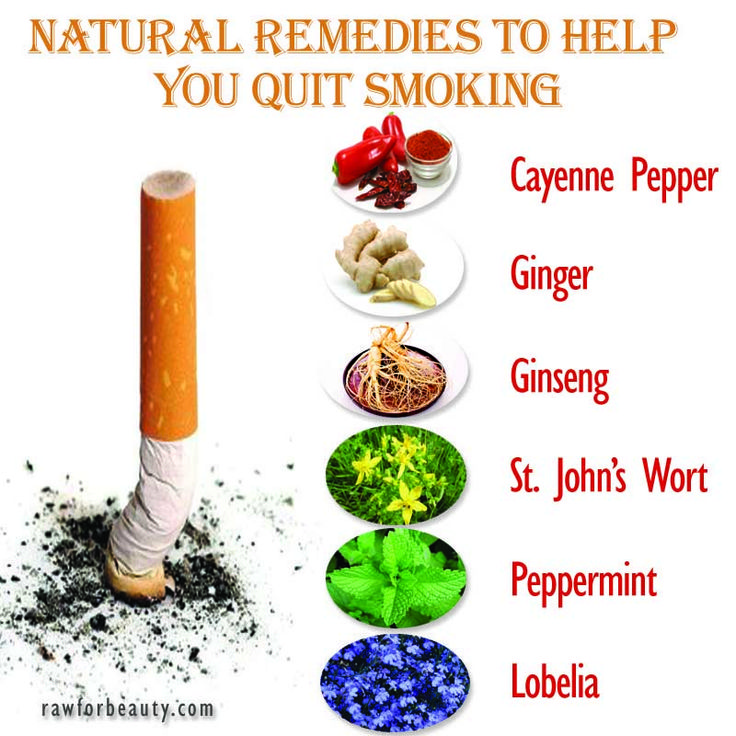 NATURAL REMEDIES TO HELP
YOU QUIT SMOKING
Cayenne Pepper
Ginger
Ginseng
St. John's Wort
Peppermint
Lobelia
rawforbeauty.com